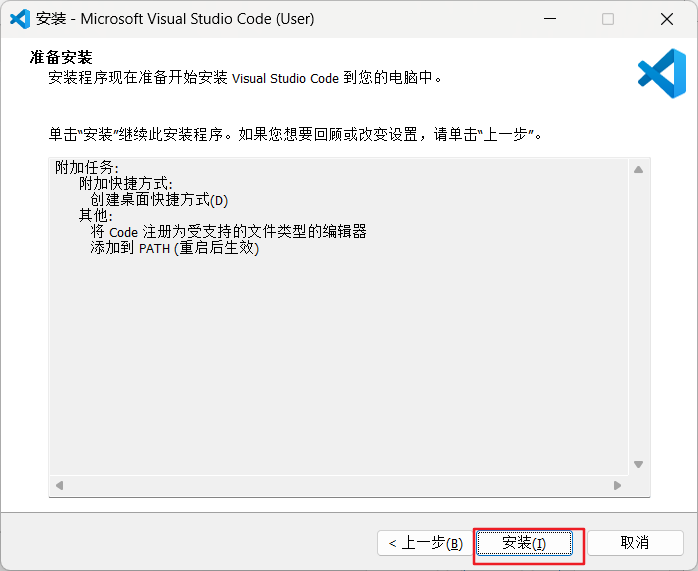 安装 - Microsoft Visual Studio Code (User)
准备安装
安装程序现在准备开始安装 Visual Studio Code 到您的电脑中。
单击“安装”继续此安装程序。如果您想要回顾或改变设置，请单击“上一步”。
附加任务:
附加快捷方式:
创建桌面快捷方式(D)
其他:
将 Code 注册为受支持的文件类型的编辑器
添加到 PATH (重启后生效)
< 上一步(B) 安装(I) 取消